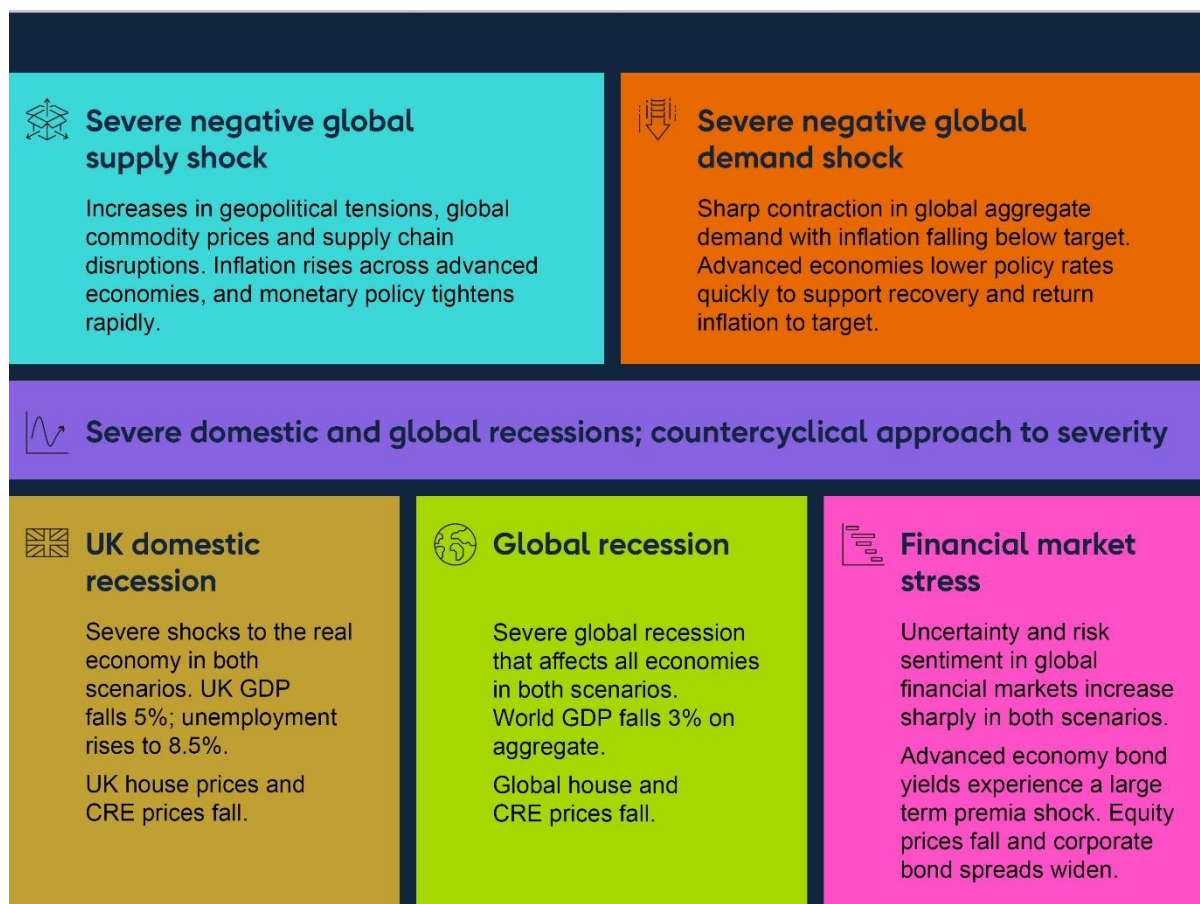 Severe negative global
supply shock
Increases in geopolitical tensions, global
commodity prices and supply chain
disruptions. Inflation rises across advanced
economies, and monetary policy tightens
rapidly.
Severe negative global
demand shock
Sharp contraction in global aggregate
demand with inflation falling below target.
Advanced economies lower policy rates
quickly to support recovery and return
inflation to target.
Severe domestic and global recessions; countercyclical approach to severity
UK domestic
recession
Severe shocks to the real
economy in both
scenarios. UK GDP
falls 5%; unemployment
rises to 8.5%.
UK house prices and
CRE prices fall.
Global recession
Severe global recession
that affects all economies
in both scenarios.
World GDP falls 3% on
aggregate.
Global house and
CRE prices fall.
Financial market
stress
Uncertainty and risk
sentiment in global
financial markets increase
sharply in both scenarios.
Advanced economy bond
yields experience a large
term premia shock. Equity
prices fall and corporate
bond spreads widen.